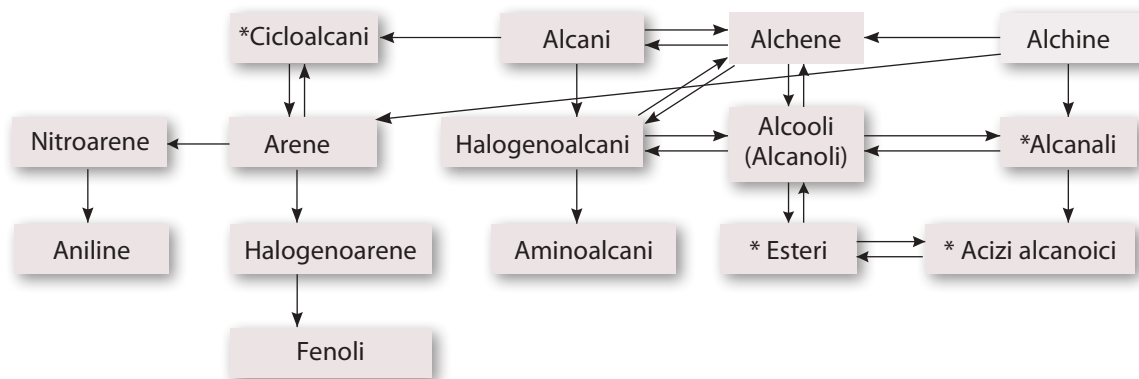 *Cicloalcani
Alcani
Alchene
Alchine
Nitroarene
Arene
Halogenoalcani
Alcooli
(Alcanoli)
*Alcanali
Aniline
Halogenoarene
Aminoalcani
* Esteri
* Acizi alcanoici
Fenoli